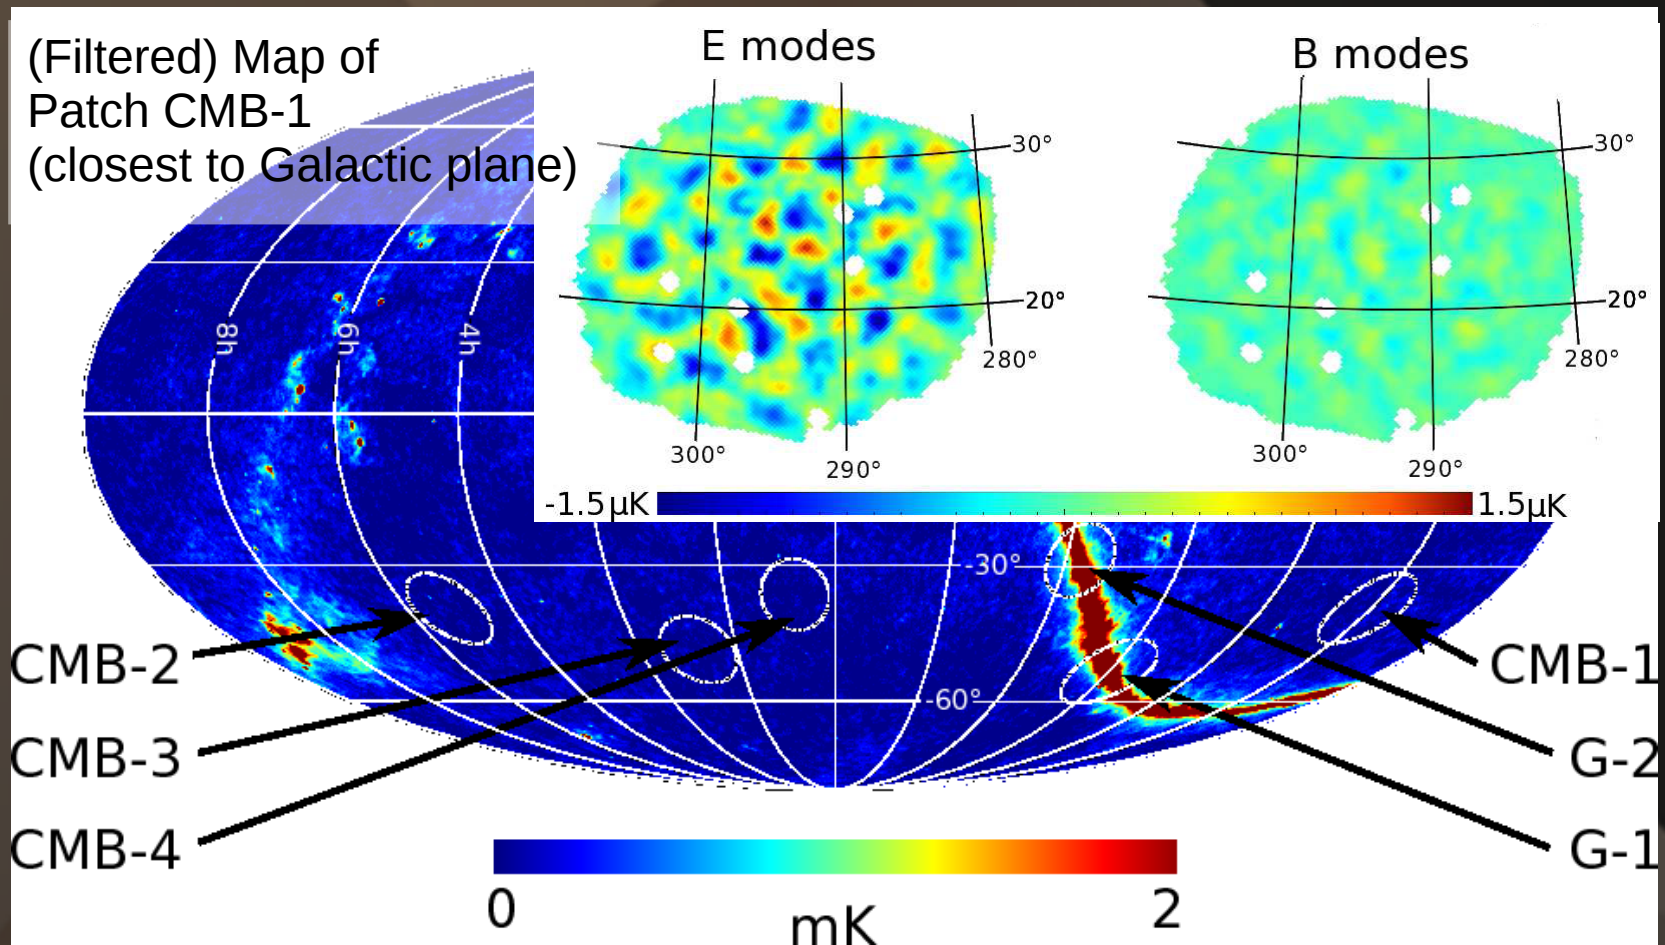 (Filtered) Map of
Patch CMB-1
(closest to Galactic plane)
E modes
B modes
30°
30°
20°
20°
280°
280°
300°
290°
300°
290°
-1.5μK
1.5μK
8h
6h
4h
-30°
-60°
CMB-2
CMB-1
CMB-3
G-2
CMB-4
G-1
0
mK
2